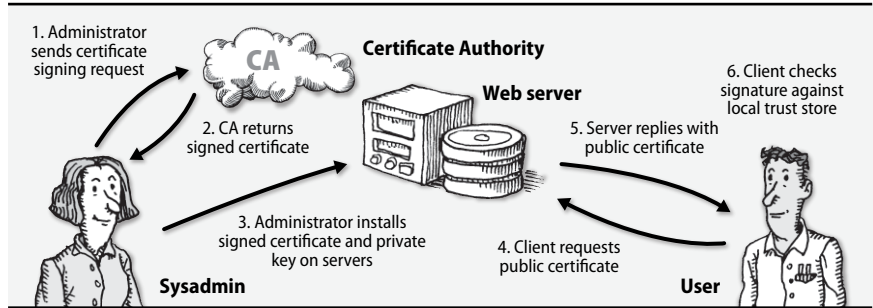 1. Administrator
sends certificate
signing request
CA
Certificate Authority
2. CA returns
signed certificate
Web server
3. Administrator installs
signed certificate and private
key on servers
4. Client requests
public certificate
5. Server replies with
public certificate
6. Client checks
signature against
local trust store
Sysadmin
User